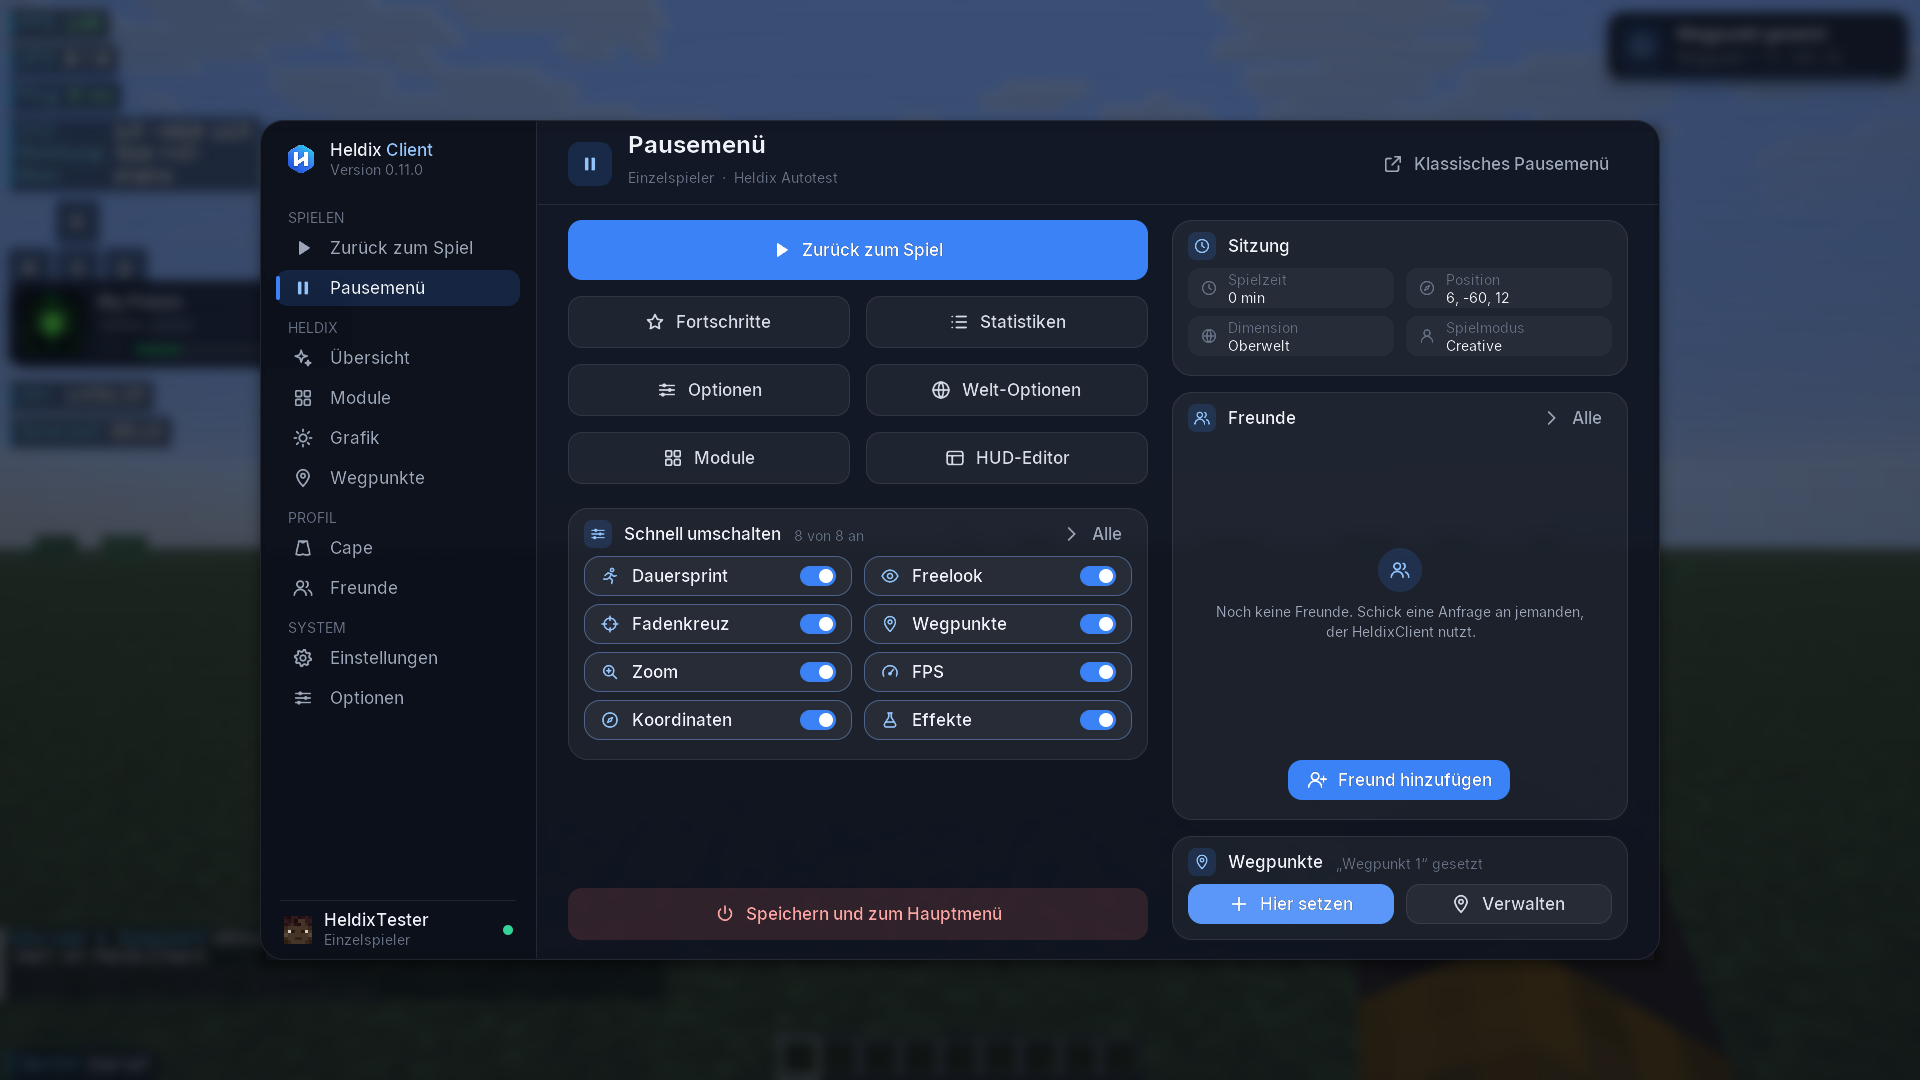 Heldix Client
Version 0.11.0
SPIELEN
Zurück zum Spiel
Pausemenü
HELDIX
Übersicht
Module
Grafik
Wegpunkte
PROFIL
Cape
Freunde
SYSTEM
Einstellungen
Optionen
HeldixTester
Einzelspieler
Pausemenü
Einzelspieler · Heldix Autotest
Klassisches Pausemenü
Zurück zum Spiel
Fortschritte
Statistiken
Optionen
Welt-Optionen
Module
HUD-Editor
Schnell umschalten 8 von 8 an
Alle
Dauersprint
Freelook
Fadenkreuz
Wegpunkte
Zoom
FPS
Koordinaten
Effekte
Speichern und zum Hauptmenü
Sitzung
Spielzeit
0 min
Position
6, -60, 12
Dimension
Oberwelt
Spielmodus
Creative
Freunde
Alle
Noch keine Freunde. Schick eine Anfrage an jemanden,
der HeldixClient nutzt.
Freund hinzufügen
Wegpunkte „Wegpunkt 1“ gesetzt
Hier setzen
Verwalten